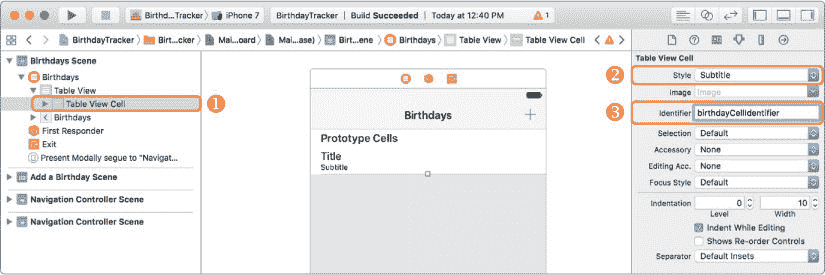 Birthd...Tracker) iPhone 7
BirthdayTracker | Build Succeeded | Today at 12:40 PM
1
BirthdayTracker Birt...cker Mai...oard Mai...ase) Birt...ene Birthdays Table View Table View Cell
Birthdays Scene
Birthdays
Table View
Table View Cell
1
Birthdays
First Responder
Exit
Present Modally segue to "Navigat...
Add a Birthday Scene
Navigation Controller Scene
Navigation Controller Scene
Birthdays
+
Prototype Cells
Title
Subtitle
Table View Cell
2
Style Subtitle
Image Image
3
Identifier birthdayCellIdentifier
Selection Default
Accessory None
Editing Acc. None
Focus Style Default
Indentation 0 10
Level Width
Indent While Editing
Shows Re-order Controls
Separator Default Insets